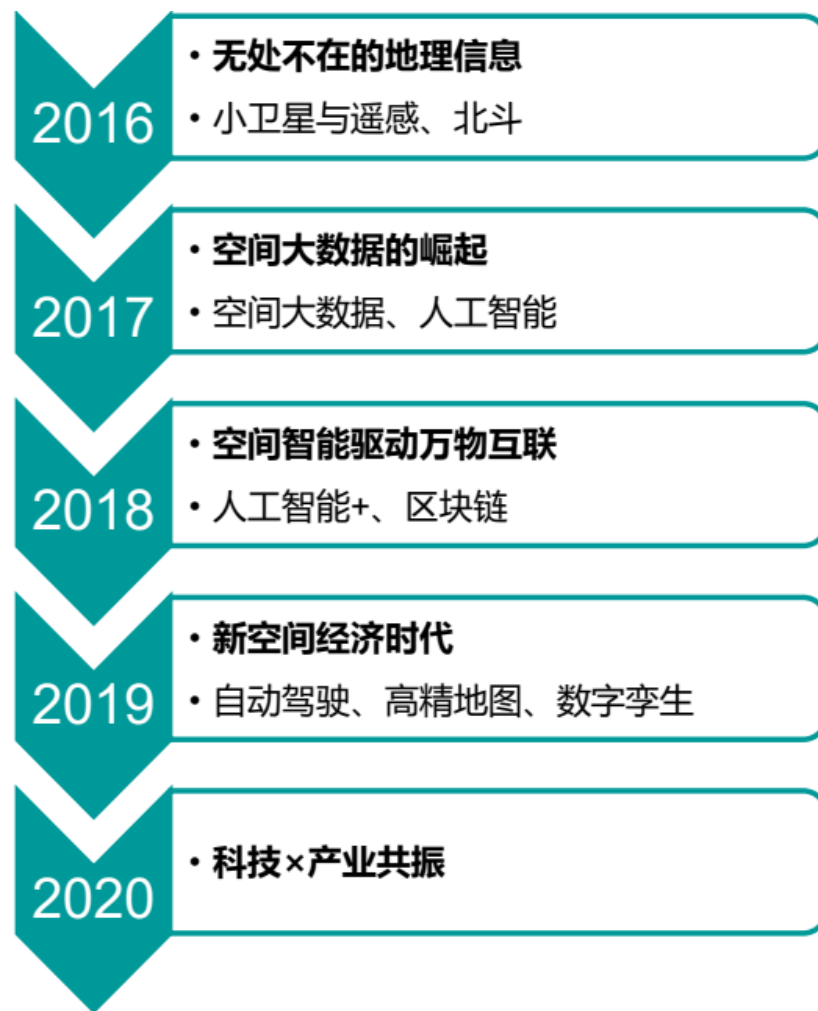 2016
• 无处不在的地理信息
• 小卫星与遥感、北斗
2017
• 空间大数据的崛起
• 空间大数据、人工智能
2018
• 空间智能驱动万物互联
• 人工智能+、区块链
2019
• 新空间经济时代
• 自动驾驶、高精地图、数字孪生
2020
• 科技×产业共振